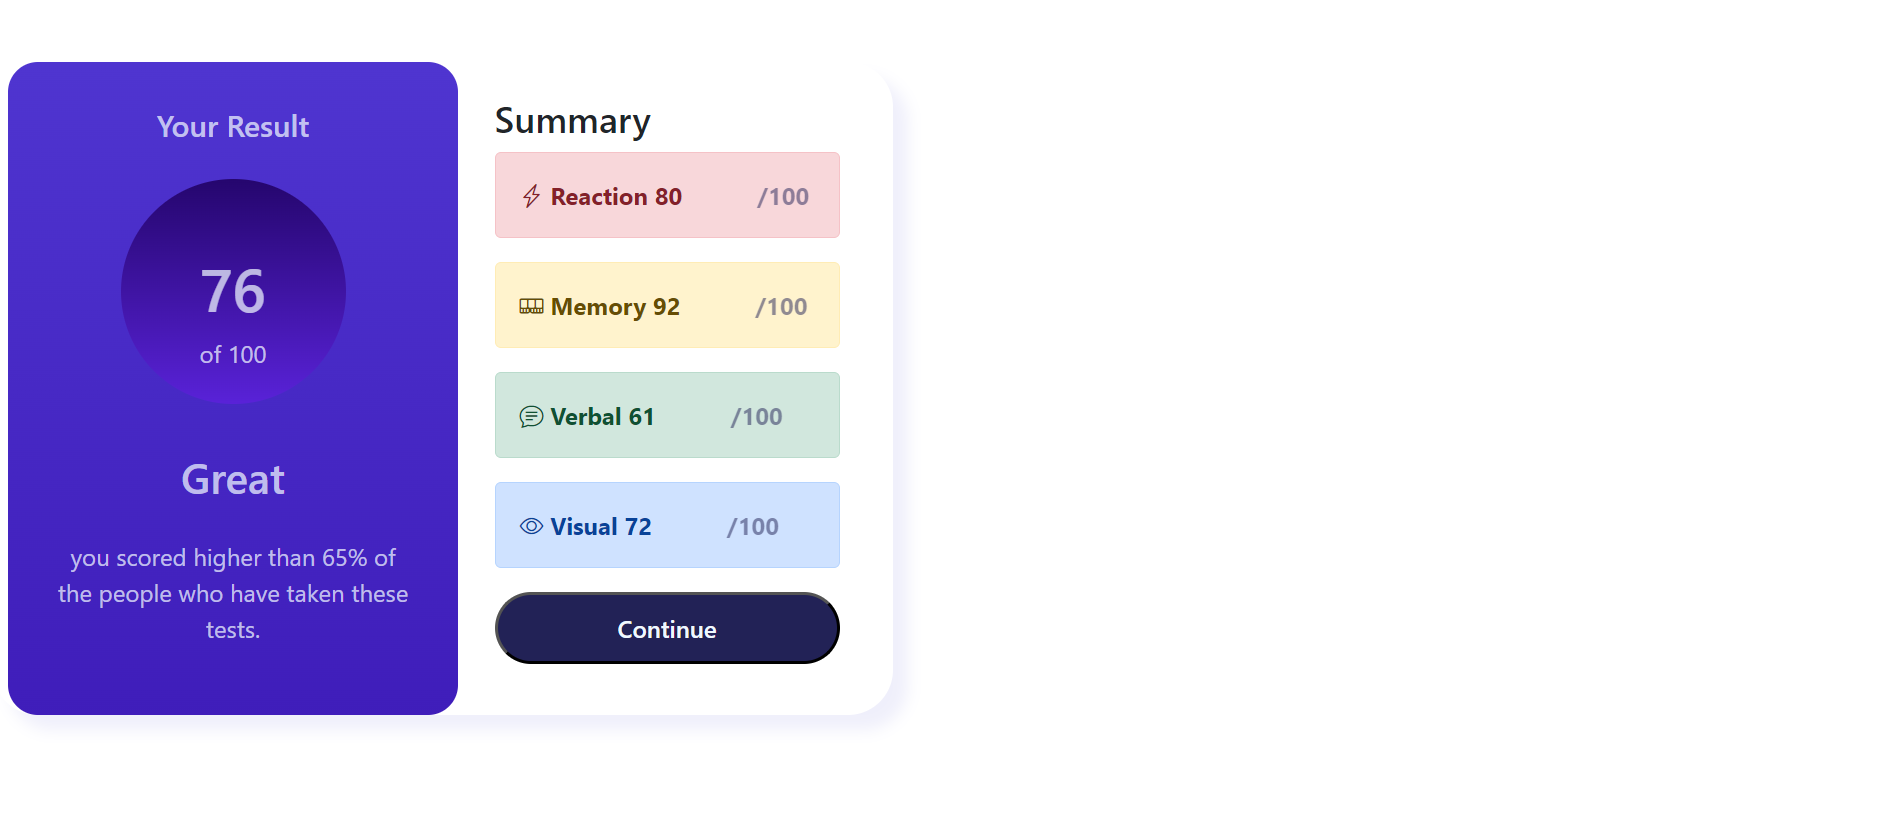 Your Result
76
of 100
Great
you scored higher than 65% of
the people who have taken these
tests.
Summary
Reaction 80 /100
Memory 92 /100
Verbal 61 /100
Visual 72 /100
Continue